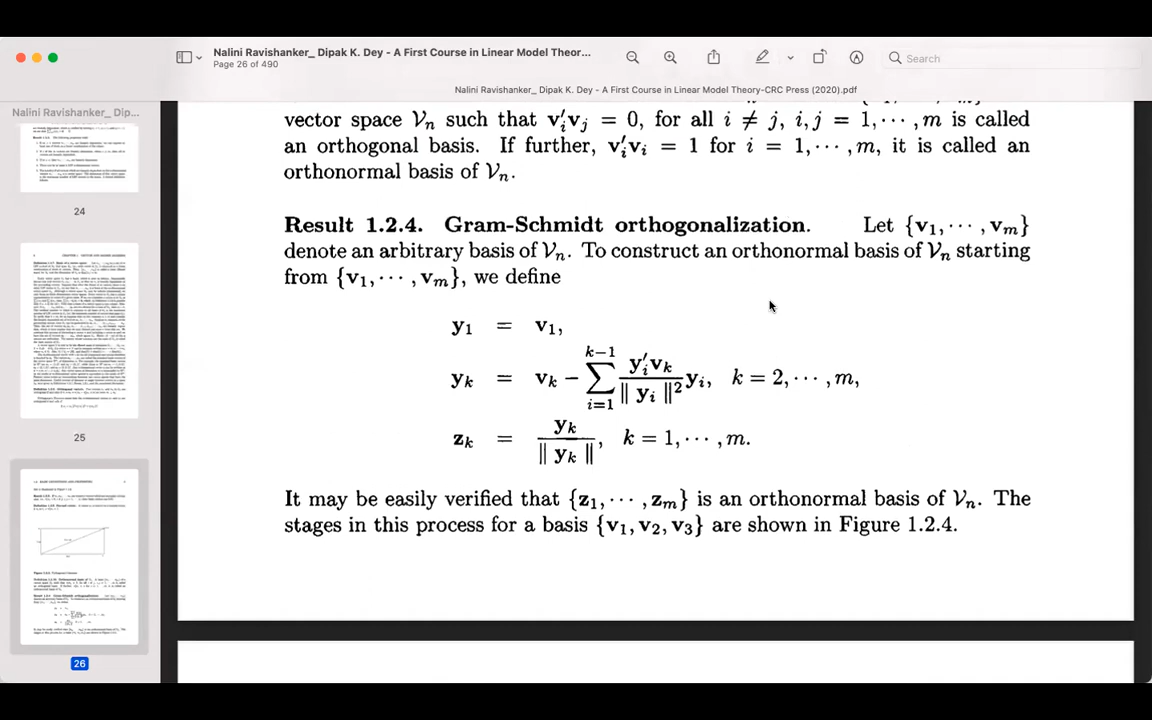 Nalini Ravishanker_ Dipak K. Dey - A First Course in Linear Model Theor...
Page 26 of 490
Search
Nalini Ravishanker_ Dip...
Nalini Ravishanker_ Dipak K. Dey - A First Course in Linear Model Theory-CRC Press (2020).pdf
24
25
26
vector space 𝒱ₙ such that v′ᵢvⱼ = 0, for all i ≠ j, i, j = 1, ⋯, m is called
an orthogonal basis. If further, v′ᵢvᵢ = 1 for i = 1, ⋯, m, it is called an
orthonormal basis of 𝒱ₙ.
Result 1.2.4. Gram-Schmidt orthogonalization. Let {v₁, ⋯, vₘ}
denote an arbitrary basis of 𝒱ₙ. To construct an orthonormal basis of 𝒱ₙ starting
from {v₁, ⋯, vₘ}, we define
y₁ = v₁,
yₖ = vₖ − ∑ᵢ₌₁ᵏ⁻¹ (y′ᵢvₖ / ‖ yᵢ ‖²) yᵢ, k = 2, ⋯, m,
zₖ = yₖ / ‖ yₖ ‖, k = 1, ⋯, m.
It may be easily verified that {z₁, ⋯, zₘ} is an orthonormal basis of 𝒱ₙ. The
stages in this process for a basis {v₁, v₂, v₃} are shown in Figure 1.2.4.